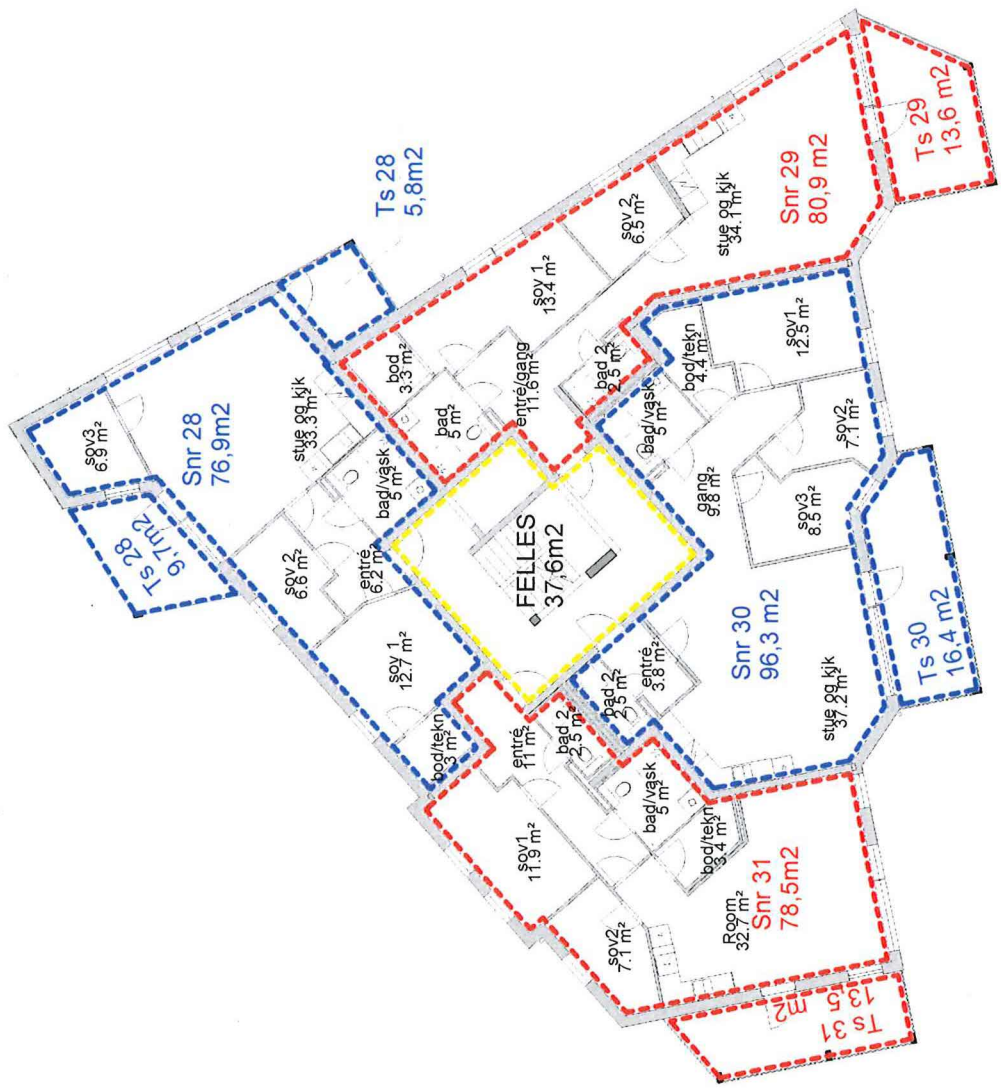 Ts 28
5,8m2
sov3
6.9 m²
Snr 28
76,9m2
stue og kjk
33.3 m²
Ts 28
9,7m2
sov 2
6.6 m²
entré
6.2 m²
bad/vask
5 m²
sov 1
12.7 m²
bod/tekn
3 m²
bod
3.3 m²
bad
5 m²
entré/gang
11.6 m²
sov 1
13.4 m²
sov 2
6.5 m²
stue og kjk
34.1 m²
Snr 29
80,9 m2
Ts 29
13,6 m2
bad 2
2.5 m²
FELLES
37,6m2
bad/vask
5 m²
bod/tekn
4.4 m²
sov1
12.5 m²
gang
9.8 m²
sov2
7.1 m²
sov3
8.5 m²
bad 2
2.5 m²
entré
3.8 m²
Snr 30
96,3 m2
stue og kjk
37.2 m²
Ts 30
16,4 m2
entré
11 m²
bad 2
2.5 m²
sov1
11.9 m²
bad/vask
5 m²
bod/tekn
3.4 m²
sov2
7.1 m²
Room
32.7 m²
Snr 31
78,5m2
Ts 31
13,5
m2